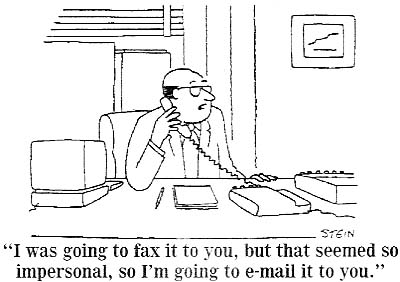 STEIN
"I was going to fax it to you, but that seemed so
impersonal, so I'm going to e-mail it to you."